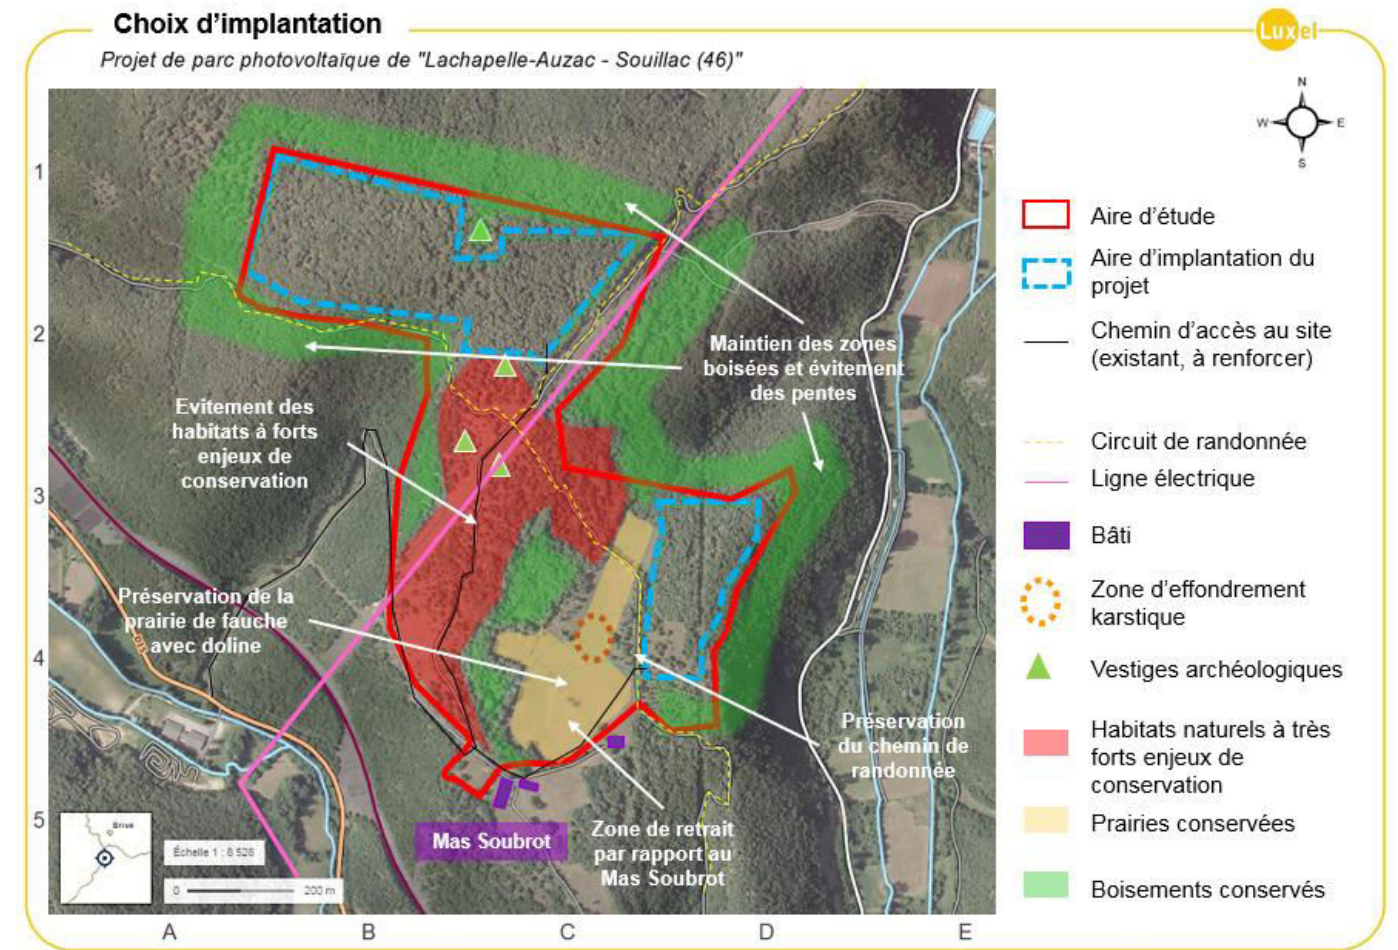 Choix d'implantation
Luxel
Projet de parc photovoltaïque de "Lachapelle-Auzac - Souillac (46)"
N
W
E
S
1
2
3
4
5
A
B
C
D
E
Maintien des zones
boisées et évitement
des pentes
Evitement des
habitats à forts
enjeux de
conservation
Préservation de la
prairie de fauche
avec doline
Préservation
du chemin de
randonnée
Mas Soubrot
Zone de retrait
par rapport au
Mas Soubrot
Brive
Échelle 1 : 8 528
0
200 m
Aire d'étude
Aire d'implantation du
projet
Chemin d'accès au site
(existant, à renforcer)
Circuit de randonnée
Ligne électrique
Bâti
Zone d'effondrement
karstique
Vestiges archéologiques
Habitats naturels à très
forts enjeux de
conservation
Prairies conservées
Boisements conservés